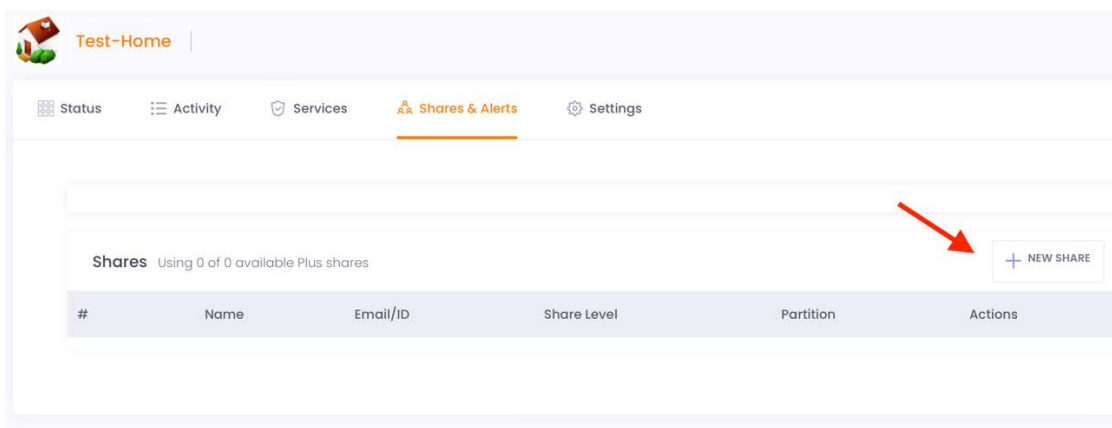 Test-Home
Status Activity Services Shares & Alerts Settings
Shares Using 0 of 0 available Plus shares
NEW SHARE
# Name Email/ID Share Level Partition Actions